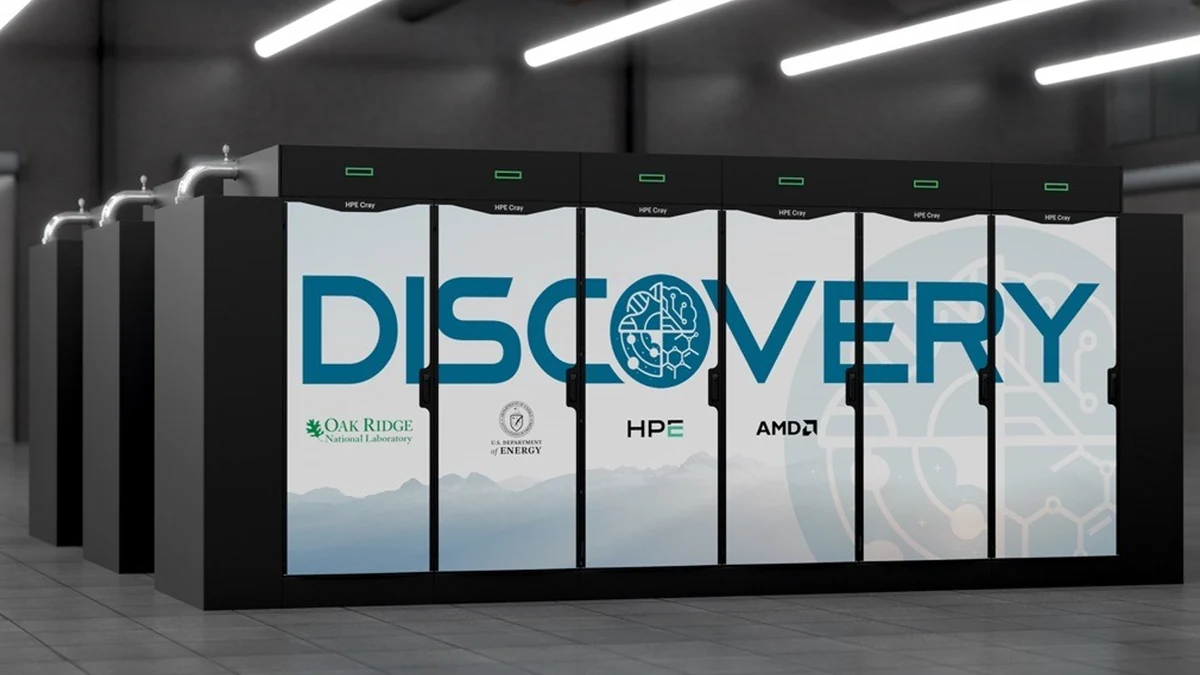 HPE Cray
HPE Cray
HPE Cray
HPE Cray
HPE Cray
HPE Cray
DISCOVERY
OAK RIDGE
National Laboratory
U.S. DEPARTMENT
of ENERGY
HPE
AMD